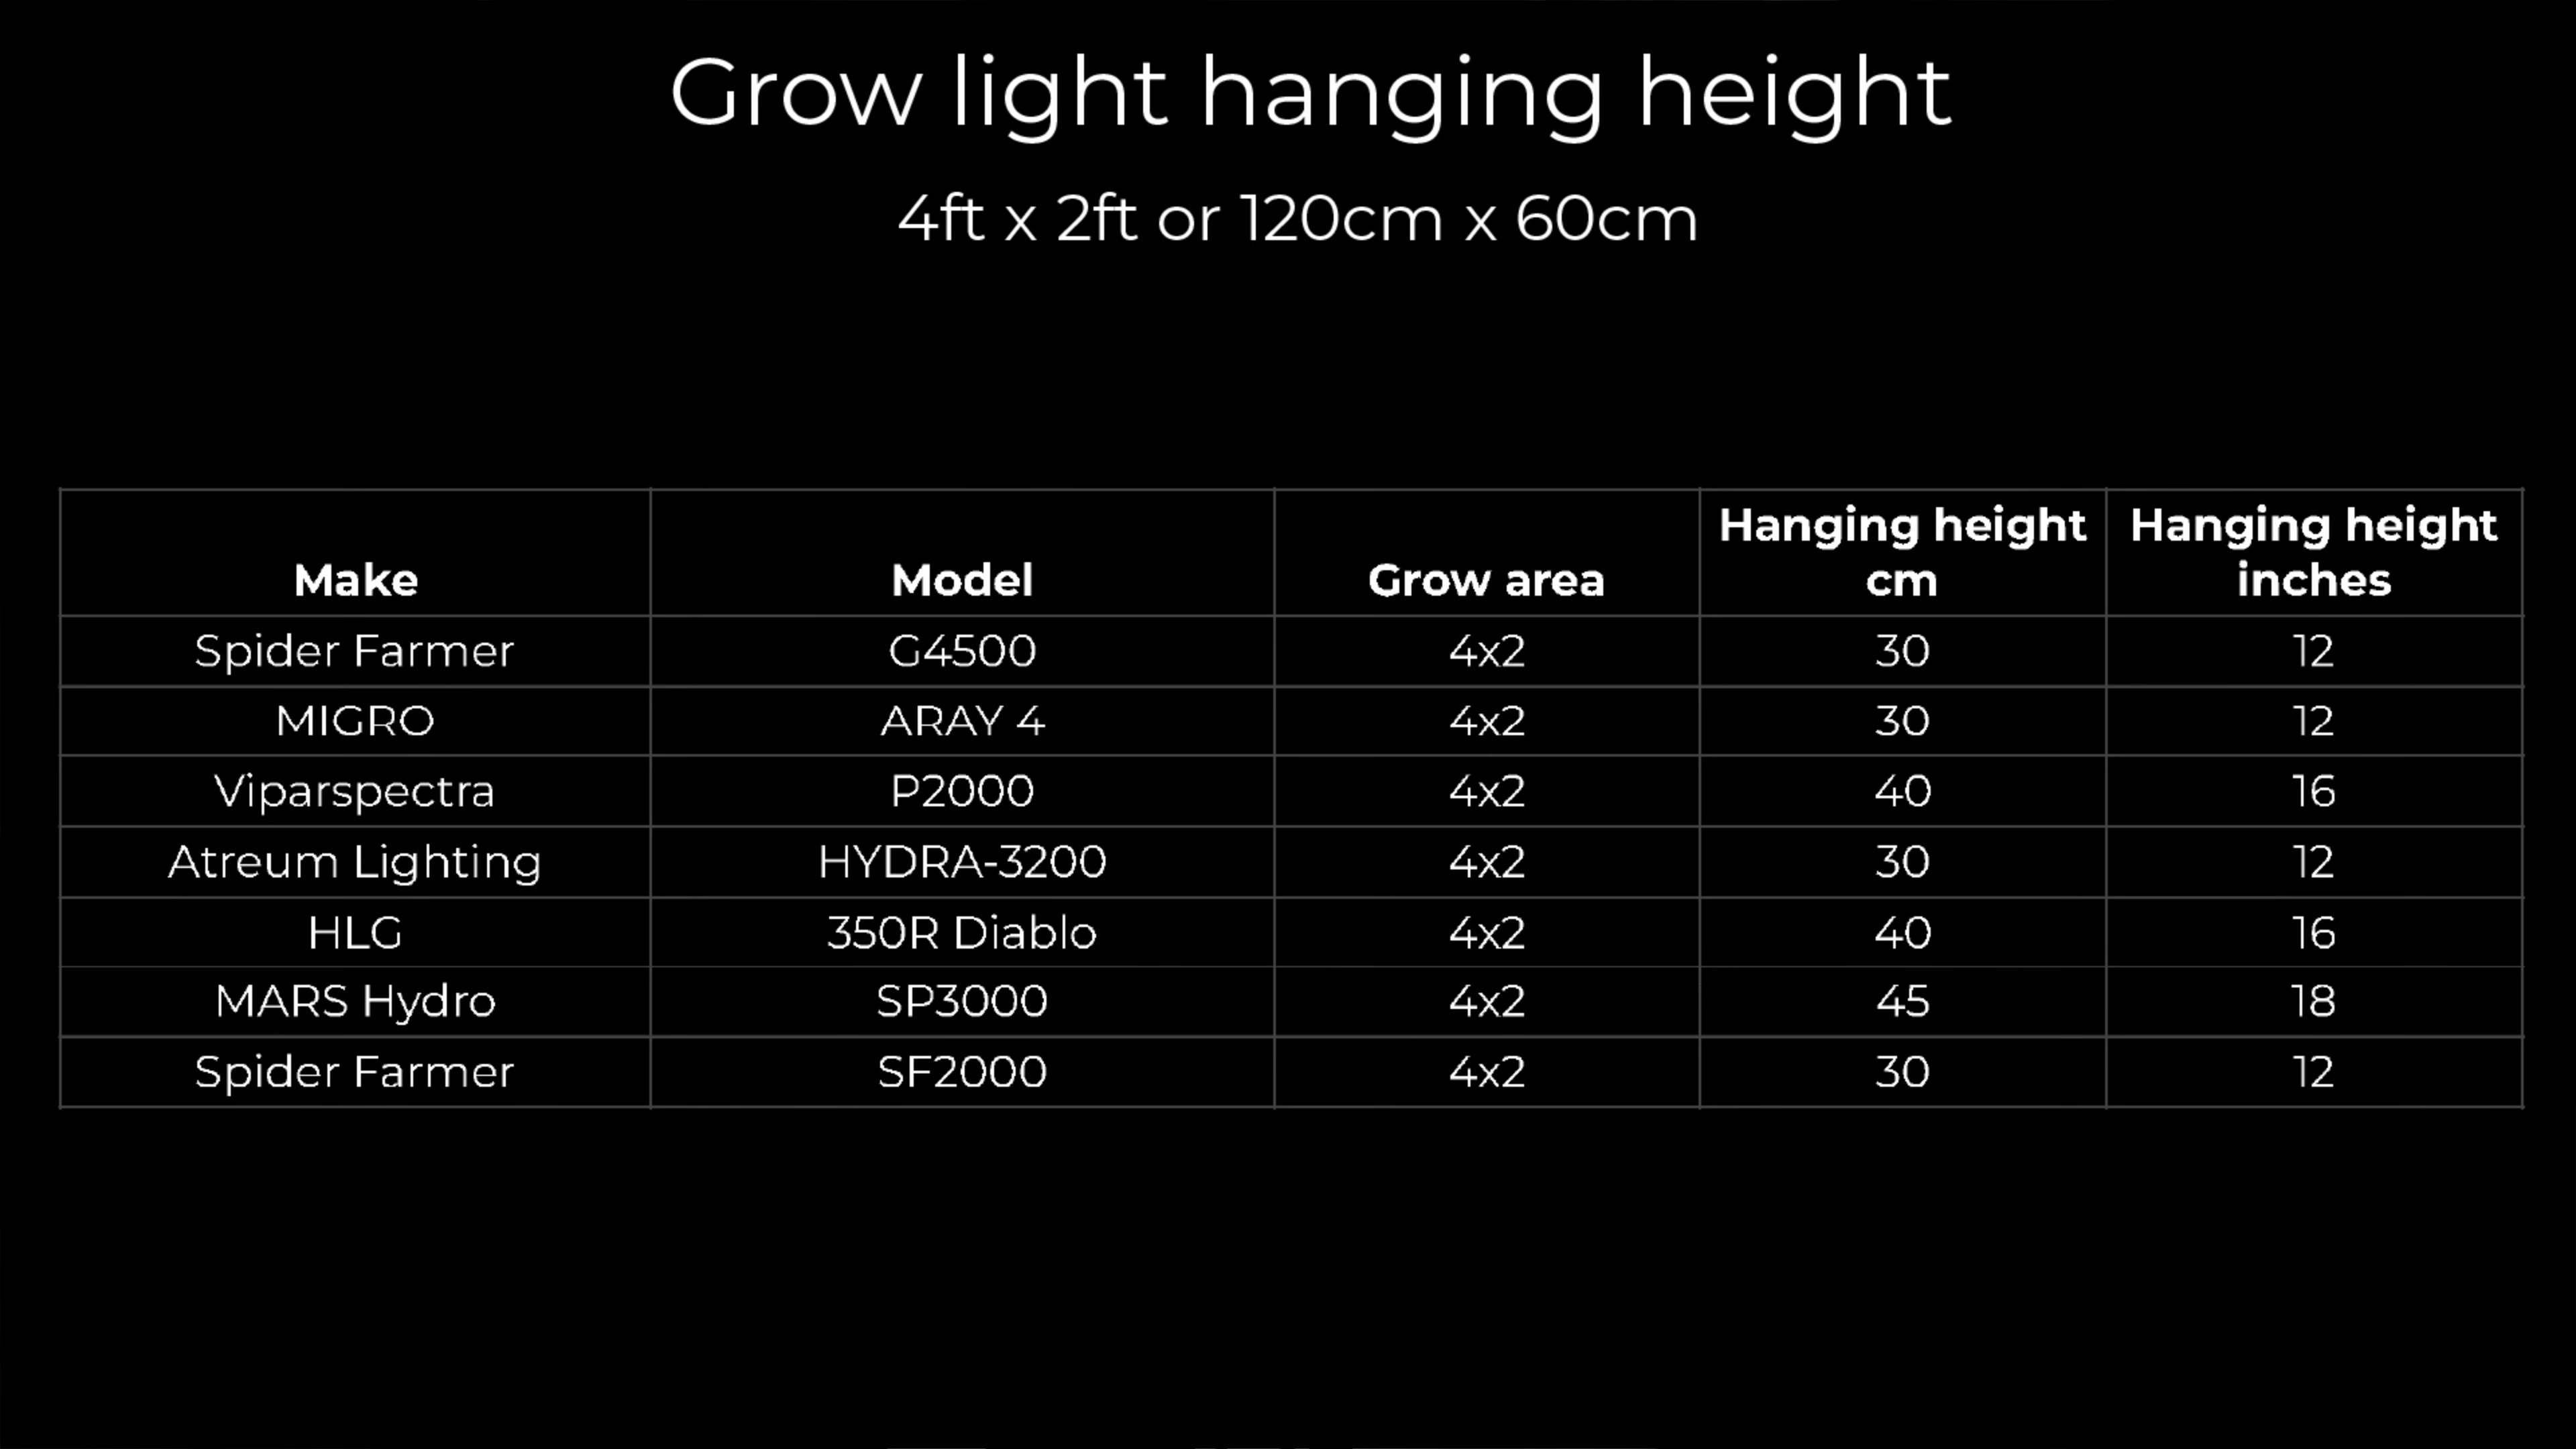 Grow light hanging height
4ft x 2ft or 120cm x 60cm
Make Model Grow area Hanging height cm Hanging height inches
Spider Farmer G4500 4x2 30 12
MIGRO ARAY 4 4x2 30 12
Viparspectra P2000 4x2 40 16
Atreum Lighting HYDRA-3200 4x2 30 12
HLG 350R Diablo 4x2 40 16
MARS Hydro SP3000 4x2 45 18
Spider Farmer SF2000 4x2 30 12